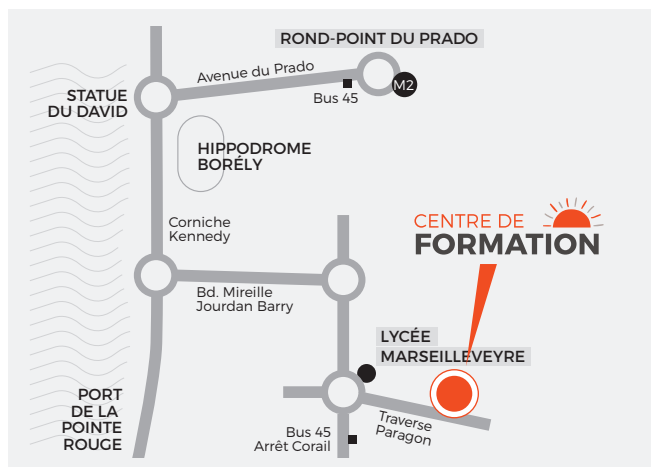 ROND-POINT DU PRADO
Avenue du Prado
M2
STATUE
DU DAVID
Bus 45
HIPPODROME
BORÉLY
Corniche
Kennedy
CENTRE DE
FORMATION
Bd. Mireille
Jourdan Barry
LYCÉE
MARSEILLEVEYRE
PORT
DE LA
POINTE
ROUGE
Traverse
Paragon
Bus 45
Arrêt Corail